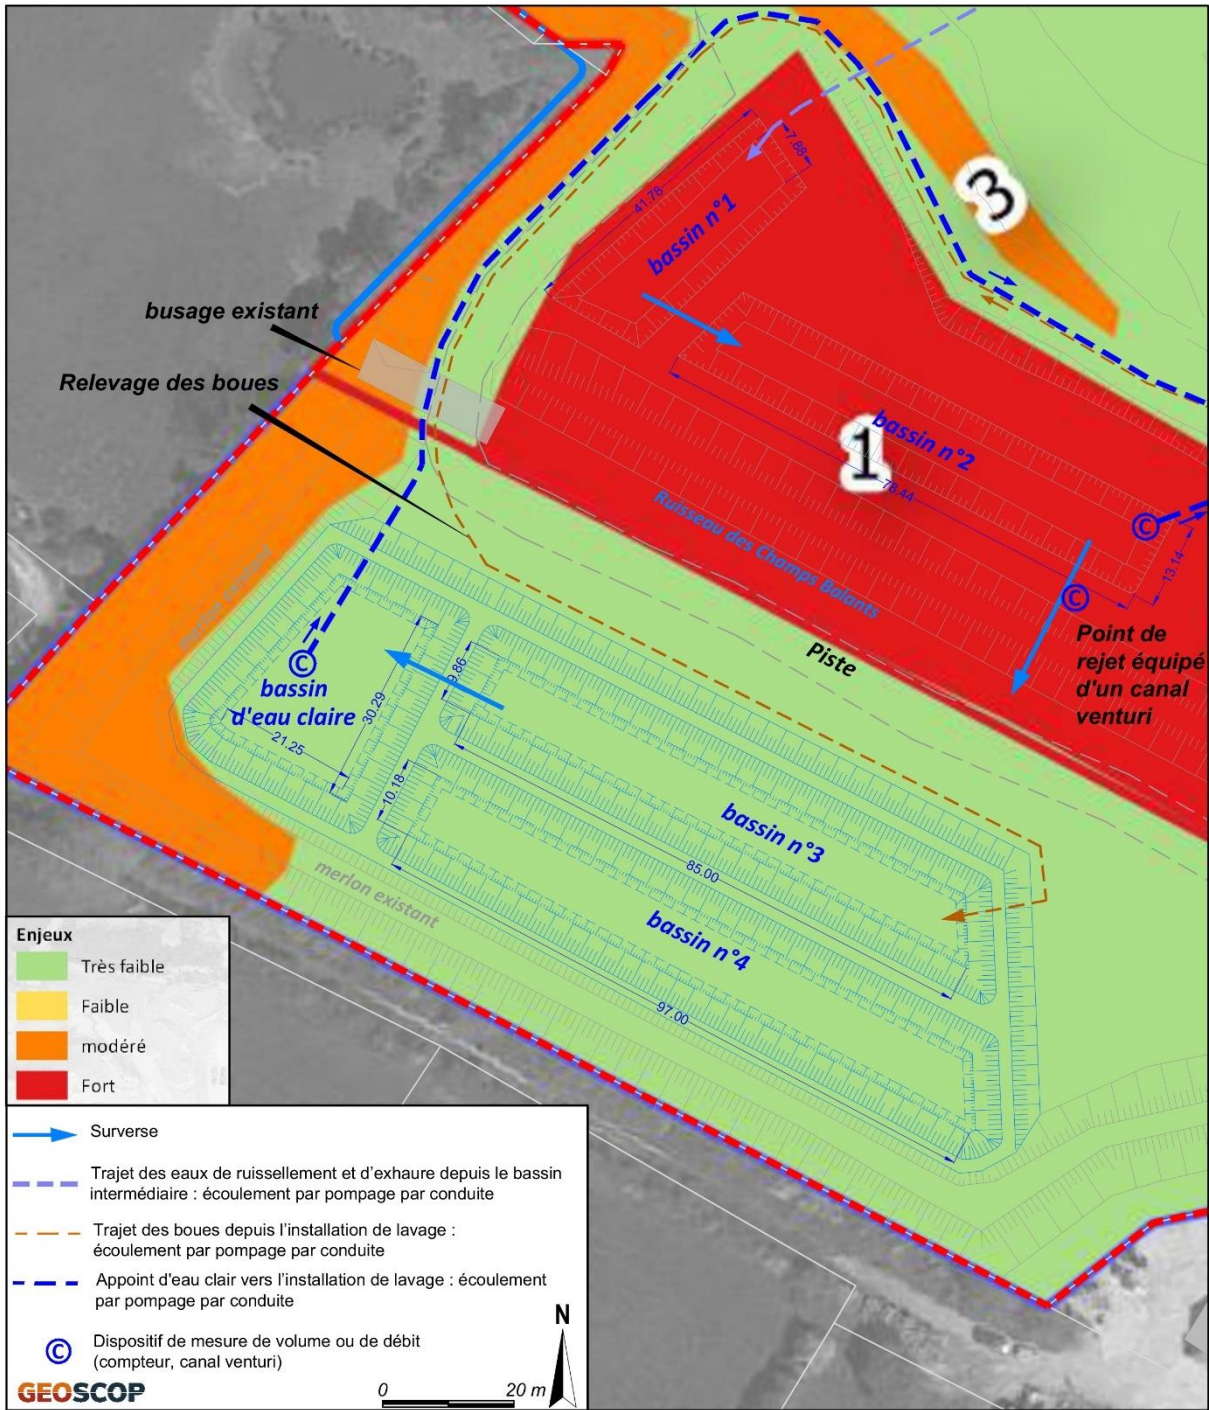 3
7.88
41.78
bassin n°1
busage existant
Relevage des boues
bassin n°2
1
78.44
Ruisseau des Champs Balants
13.14
©
©
Point de
rejet équipé
d'un canal
venturi
Piste
merlon existant
©
bassin
d'eau claire
9.86
30.29
21.25
10.18
bassin n°3
85.00
bassin n°4
merlon existant
97.00
Enjeux
Très faible
Faible
modéré
Fort
Surverse
Trajet des eaux de ruissellement et d'exhaure depuis le bassin
intermédiaire : écoulement par pompage par conduite
Trajet des boues depuis l'installation de lavage :
écoulement par pompage par conduite
Appoint d'eau clair vers l'installation de lavage : écoulement
par pompage par conduite
© Dispositif de mesure de volume ou de débit
(compteur, canal venturi)
N
GEOSCOP
0 20 m